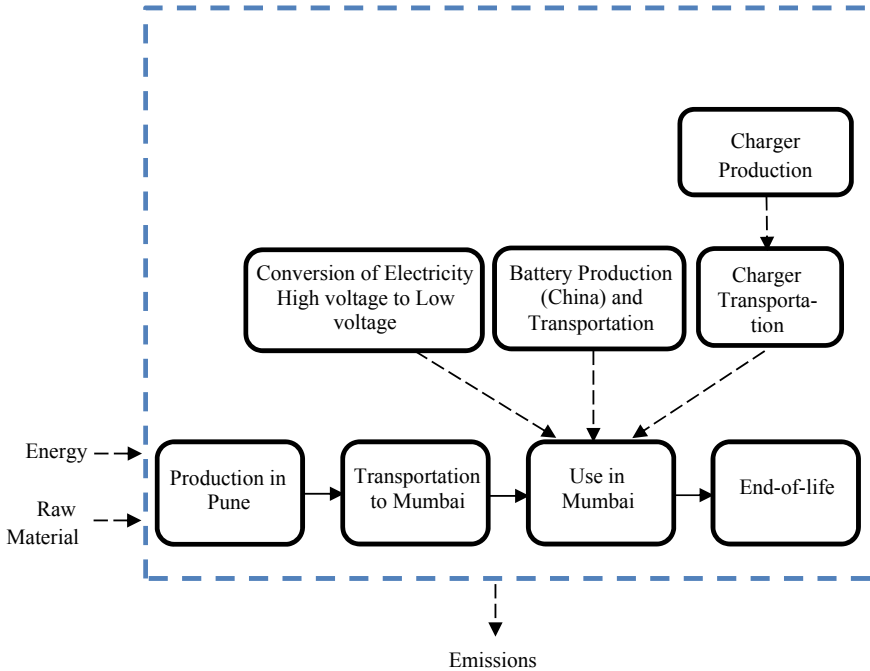 Charger
Production
Conversion of Electricity
High voltage to Low
voltage
Battery Production
(China) and
Transportation
Charger
Transporta-
tion
Energy
Raw
Material
Production in
Pune
Transportation
to Mumbai
Use in
Mumbai
End-of-life
Emissions